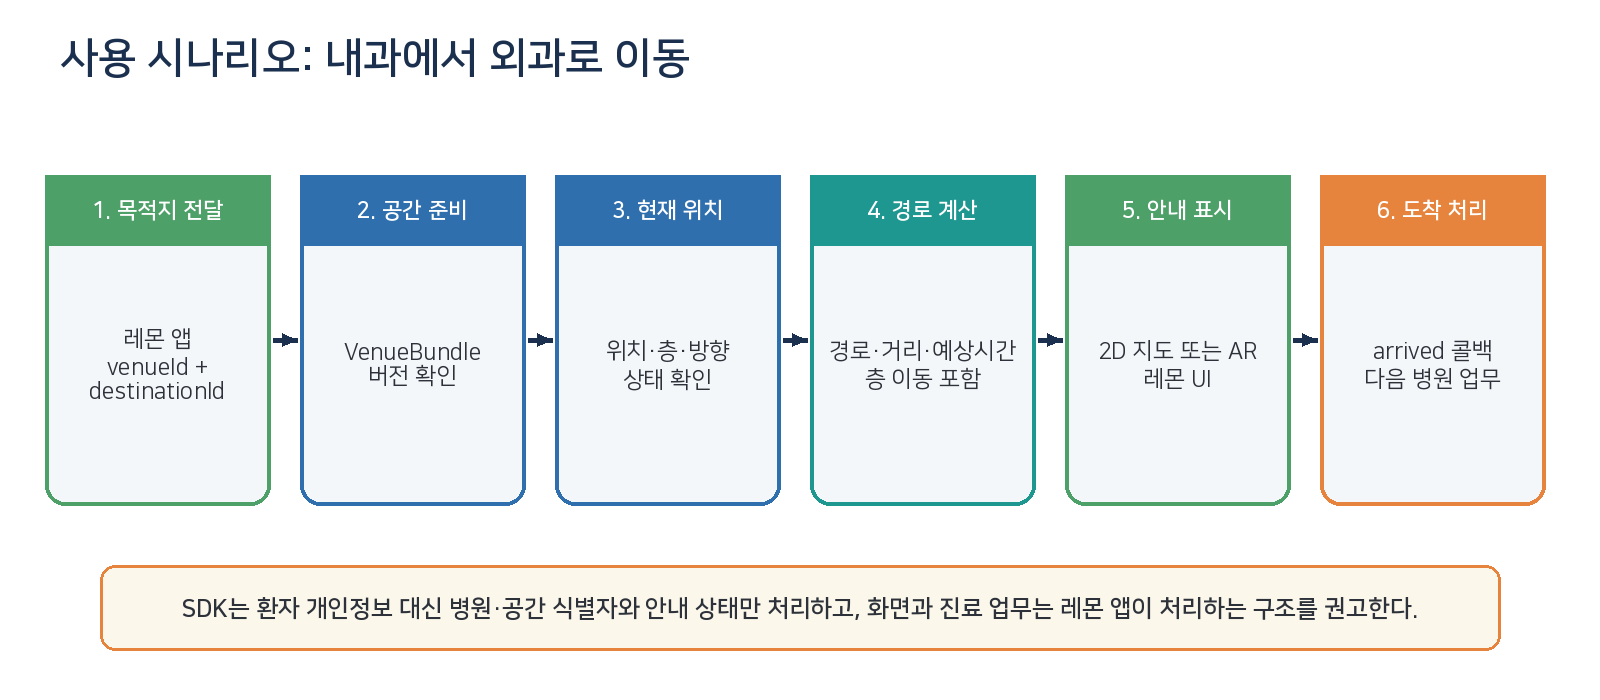 사용 시나리오: 내과에서 외과로 이동
1. 목적지 전달
레몬 앱
venueId +
destinationId
2. 공간 준비
VenueBundle
버전 확인
3. 현재 위치
위치·층·방향
상태 확인
4. 경로 계산
경로·거리·예상시간
층 이동 포함
5. 안내 표시
2D 지도 또는 AR
레몬 UI
6. 도착 처리
arrived 콜백
다음 병원 업무
SDK는 환자 개인정보 대신 병원·공간 식별자와 안내 상태만 처리하고, 화면과 진료 업무는 레몬 앱이 처리하는 구조를 권고한다.